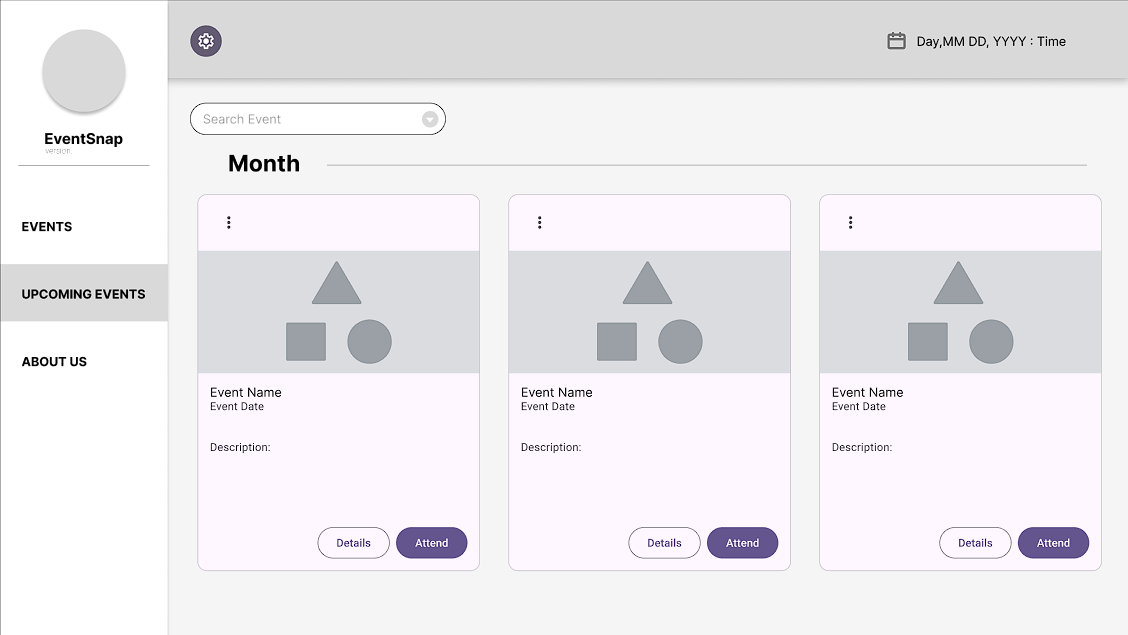 EventSnap
version.
EVENTS
UPCOMING EVENTS
ABOUT US
Day,MM DD, YYYY : Time
Search Event
Month
Event Name
Event Date
Description:
Details
Attend
Event Name
Event Date
Description:
Details
Attend
Event Name
Event Date
Description:
Details
Attend